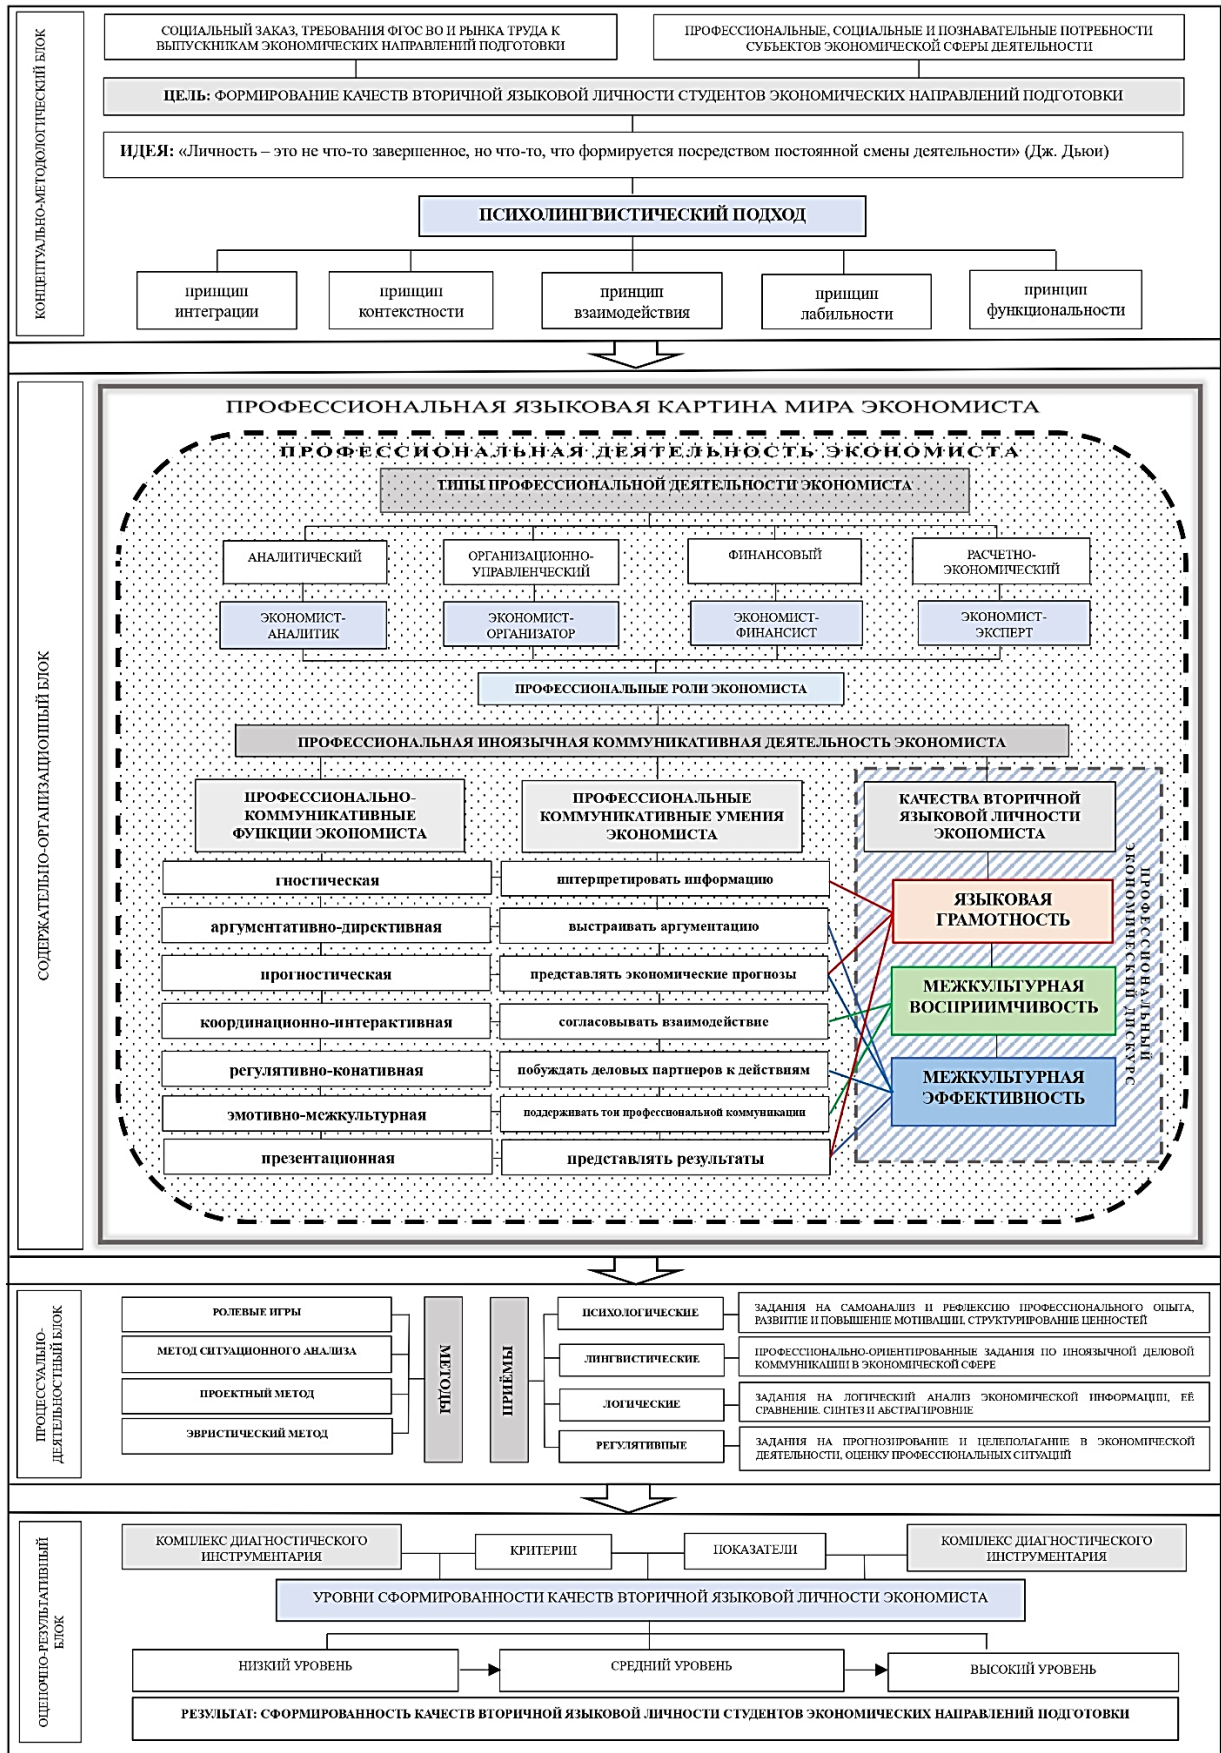 КОНЦЕПТУАЛЬНО-МЕТОДОЛОГИЧЕСКИЙ БЛОК
СОЦИАЛЬНЫЙ ЗАКАЗ, ТРЕБОВАНИЯ ФГОС ВО И РЫНКА ТРУДА К
ВЫПУСКНИКАМ ЭКОНОМИЧЕСКИХ НАПРАВЛЕНИЙ ПОДГОТОВКИ
ПРОФЕССИОНАЛЬНЫЕ, СОЦИАЛЬНЫЕ И ПОЗНАВАТЕЛЬНЫЕ ПОТРЕБНОСТИ
СУБЪЕКТОВ ЭКОНОМИЧЕСКОЙ СФЕРЫ ДЕЯТЕЛЬНОСТИ
ЦЕЛЬ: ФОРМИРОВАНИЕ КАЧЕСТВ ВТОРИЧНОЙ ЯЗЫКОВОЙ ЛИЧНОСТИ СТУДЕНТОВ ЭКОНОМИЧЕСКИХ НАПРАВЛЕНИЙ ПОДГОТОВКИ
ИДЕЯ: «Личность – это не что-то завершенное, но что-то, что формируется посредством постоянной смены деятельности» (Дж. Дьюи)
ПСИХОЛИНГВИСТИЧЕСКИЙ ПОДХОД
принцип
интеграции
принцип
контекстности
принцип
взаимодействия
принцип
лабильности
принцип
функциональности
СОДЕРЖАТЕЛЬНО-ОРГАНИЗАЦИОННЫЙ БЛОК
ПРОФЕССИОНАЛЬНАЯ ЯЗЫКОВАЯ КАРТИНА МИРА ЭКОНОМИСТА
ПРОФЕССИОНАЛЬНАЯ ДЕЯТЕЛЬНОСТЬ ЭКОНОМИСТА
ТИПЫ ПРОФЕССИОНАЛЬНОЙ ДЕЯТЕЛЬНОСТИ ЭКОНОМИСТА
АНАЛИТИЧЕСКИЙ
ОРГАНИЗАЦИОННО-
УПРАВЛЕНЧЕСКИЙ
ФИНАНСОВЫЙ
РАСЧЕТНО-
ЭКОНОМИЧЕСКИЙ
ЭКОНОМИСТ-
АНАЛИТИК
ЭКОНОМИСТ-
ОРГАНИЗАТОР
ЭКОНОМИСТ-
ФИНАНСИСТ
ЭКОНОМИСТ-
ЭКСПЕРТ
ПРОФЕССИОНАЛЬНЫЕ РОЛИ ЭКОНОМИСТА
ПРОФЕССИОНАЛЬНАЯ ИНОЯЗЫЧНАЯ КОММУНИКАТИВНАЯ ДЕЯТЕЛЬНОСТЬ ЭКОНОМИСТА
ПРОФЕССИОНАЛЬНО-
КОММУНИКАТИВНЫЕ
ФУНКЦИИ ЭКОНОМИСТА
ПРОФЕССИОНАЛЬНЫЕ
КОММУНИКАТИВНЫЕ УМЕНИЯ
ЭКОНОМИСТА
КАЧЕСТВА ВТОРИЧНОЙ
ЯЗЫКОВОЙ ЛИЧНОСТИ
ЭКОНОМИСТА
гностическая
интерпретировать информацию
аргументативно-директивная
выстраивать аргументацию
прогностическая
представлять экономические прогнозы
координационно-интерактивная
согласовывать взаимодействие
регулятивно-конативная
побуждать деловых партнеров к действиям
эмотивно-межкультурная
поддерживать тон профессиональной коммуникации
презентационная
представлять результаты
ЯЗЫКОВАЯ
ГРАМОТНОСТЬ
МЕЖКУЛЬТУРНАЯ
ВОСПРИИМЧИВОСТЬ
МЕЖКУЛЬТУРНАЯ
ЭФФЕКТИВНОСТЬ
ПРОФЕССИОНАЛЬНЫЙ
ЭКОНОМИЧЕСКИЙ ДИСКУРС
ПРОЦЕССУАЛЬНО-
ДЕЯТЕЛЬНОСТНЫЙ БЛОК
РОЛЕВЫЕ ИГРЫ
МЕТОД СИТУАЦИОННОГО АНАЛИЗА
ПРОЕКТНЫЙ МЕТОД
ЭВРИСТИЧЕСКИЙ МЕТОД
МЕТОДЫ
ПРИЁМЫ
ПСИХОЛОГИЧЕСКИЕ
ЗАДАНИЯ НА САМОАНАЛИЗ И РЕФЛЕКСИЮ ПРОФЕССИОНАЛЬНОГО ОПЫТА,
РАЗВИТИЕ И ПОВЫШЕНИЕ МОТИВАЦИИ, СТРУКТУРИРОВАНИЕ ЦЕННОСТЕЙ
ЛИНГВИСТИЧЕСКИЕ
ПРОФЕССИОНАЛЬНО-ОРИЕНТИРОВАННЫЕ ЗАДАНИЯ ПО ИНОЯЗЫЧНОЙ ДЕЛОВОЙ
КОММУНИКАЦИИ В ЭКОНОМИЧЕСКОЙ СФЕРЕ
ЛОГИЧЕСКИЕ
ЗАДАНИЯ НА ЛОГИЧЕСКИЙ АНАЛИЗ ЭКОНОМИЧЕСКОЙ ИНФОРМАЦИИ, ЕЁ
СРАВНЕНИЕ. СИНТЕЗ И АБСТРАГИРОВНИЕ
РЕГУЛЯТИВНЫЕ
ЗАДАНИЯ НА ПРОГНОЗИРОВАНИЕ И ЦЕЛЕПОЛАГАНИЕ В ЭКОНОМИЧЕСКОЙ
ДЕЯТЕЛЬНОСТИ, ОЦЕНКУ ПРОФЕССИОНАЛЬНЫХ СИТУАЦИЙ
ОЦЕНОЧНО-РЕЗУЛЬТАТИВНЫЙ
БЛОК
КОМПЛЕКС ДИАГНОСТИЧЕСКОГО
ИНСТРУМЕНТАРИЯ
КРИТЕРИИ
ПОКАЗАТЕЛИ
КОМПЛЕКС ДИАГНОСТИЧЕСКОГО
ИНСТРУМЕНТАРИЯ
УРОВНИ СФОРМИРОВАННОСТИ КАЧЕСТВ ВТОРИЧНОЙ ЯЗЫКОВОЙ ЛИЧНОСТИ ЭКОНОМИСТА
НИЗКИЙ УРОВЕНЬ
СРЕДНИЙ УРОВЕНЬ
ВЫСОКИЙ УРОВЕНЬ
РЕЗУЛЬТАТ: СФОРМИРОВАННОСТЬ КАЧЕСТВ ВТОРИЧНОЙ ЯЗЫКОВОЙ ЛИЧНОСТИ СТУДЕНТОВ ЭКОНОМИЧЕСКИХ НАПРАВЛЕНИЙ ПОДГОТОВКИ